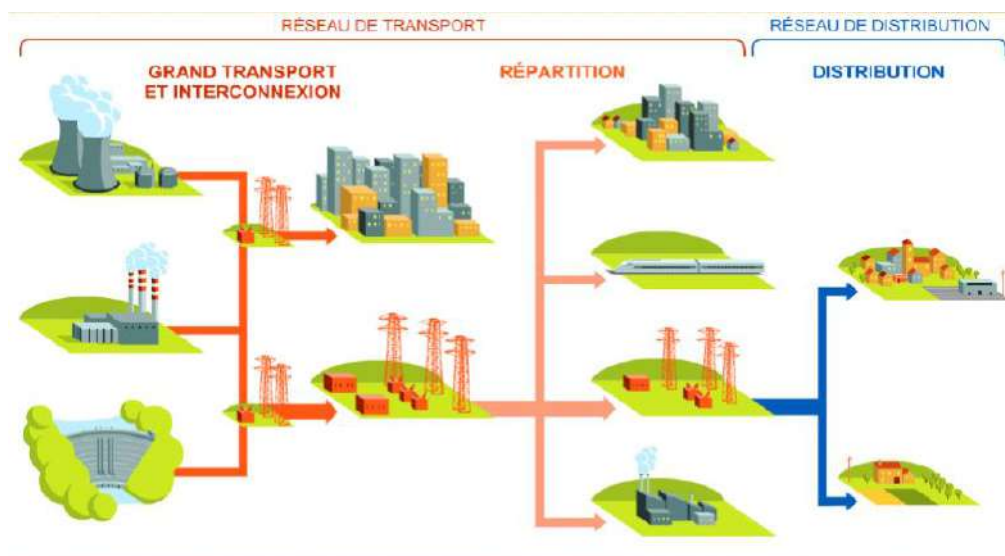 RÉSEAU DE TRANSPORT
RÉSEAU DE DISTRIBUTION
GRAND TRANSPORT
ET INTERCONNEXION
RÉPARTITION
DISTRIBUTION